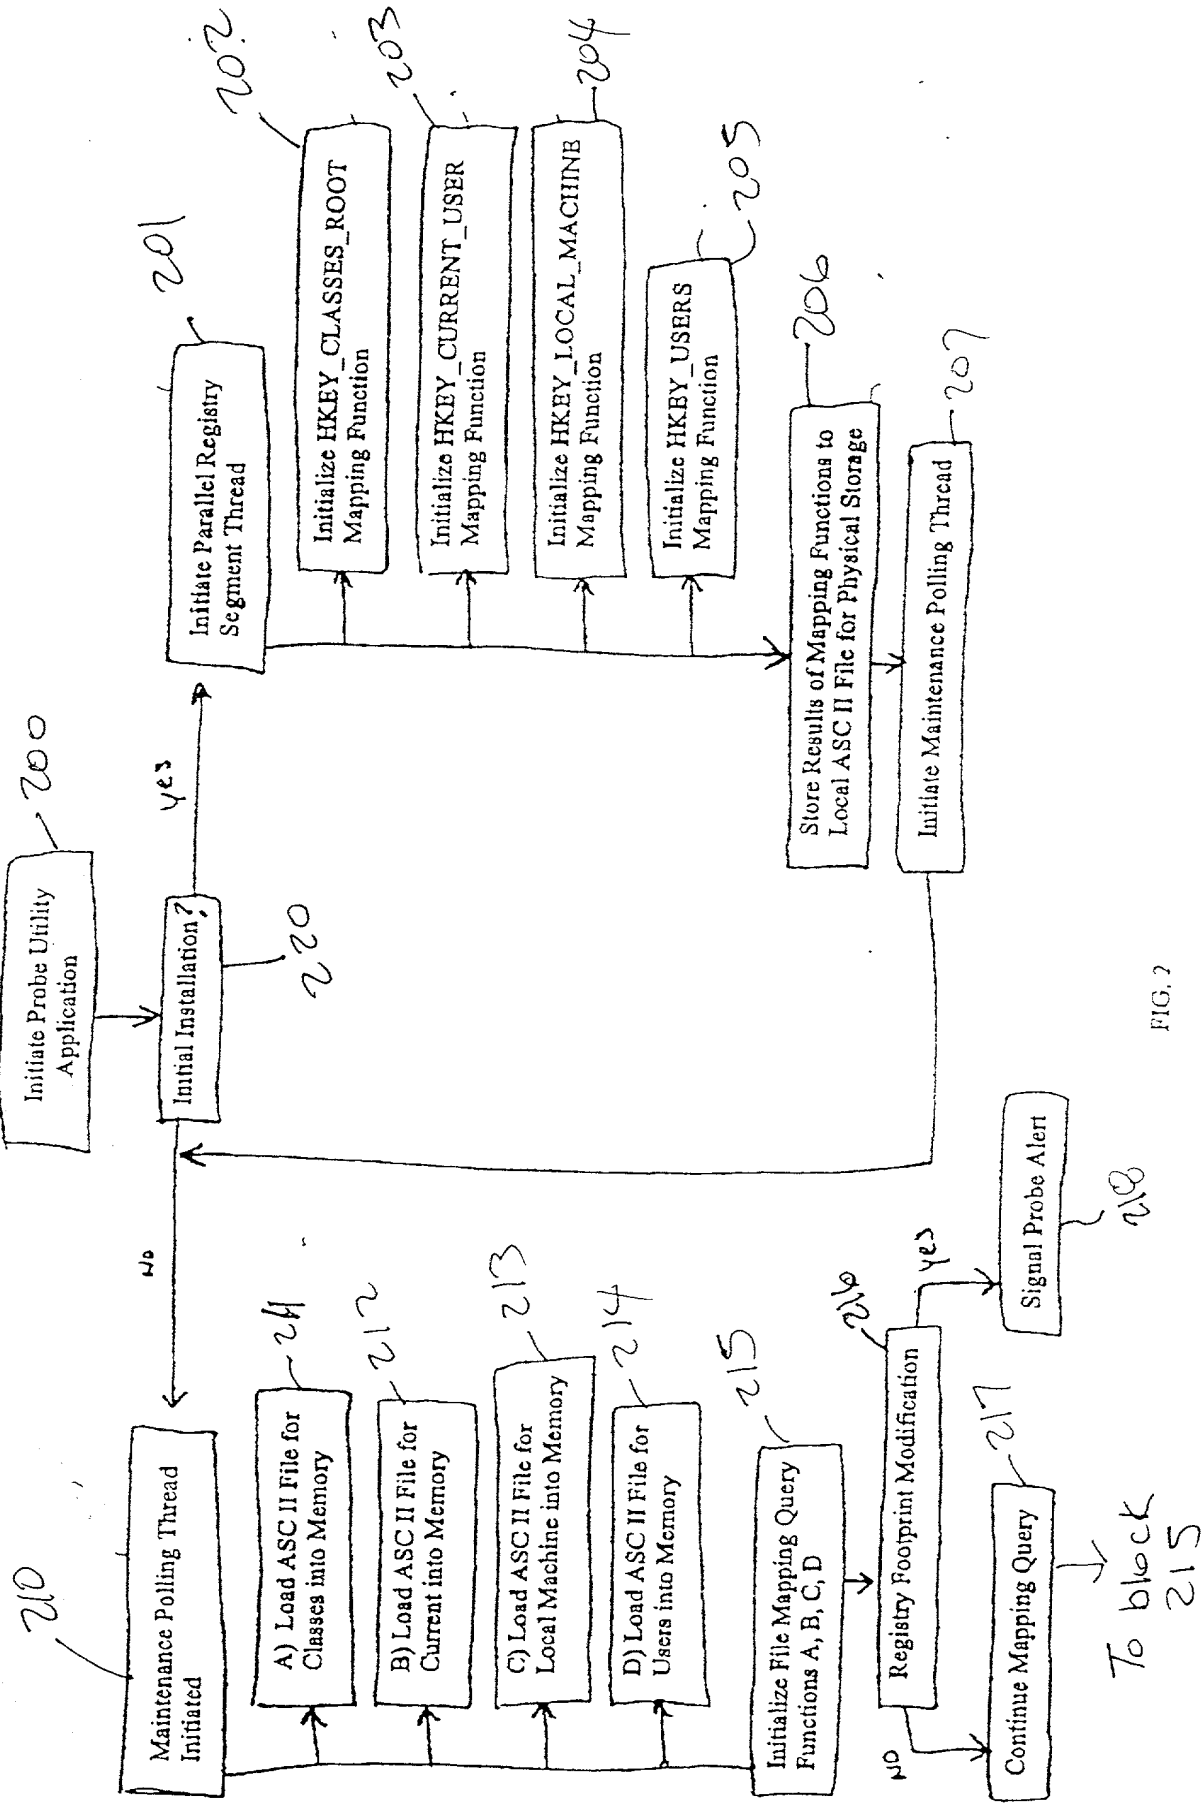 200
Initiate Probe Utility
Application
Initial Installation?
220
yes
NO
201
Initiate Parallel Registry
Segment Thread
202
Initialize HKEY_CLASSES_ROOT
Mapping Function
203
Initialize HKEY_CURRENT_USER
Mapping Function
204
Initialize HKEY_LOCAL_MACHINE
Mapping Function
205
Initialize HKEY_USERS
Mapping Function
206
Store Results of Mapping Functions to
Local ASC II File for Physical Storage
207
Initiate Maintenance Polling Thread
210
Maintenance Polling Thread
Initiated
211
A) Load ASC II File for
Classes into Memory
212
B) Load ASC II File for
Current into Memory
213
C) Load ASC II File for
Local Machine into Memory
214
D) Load ASC II File for
Users into Memory
215
Initialize File Mapping Query
Functions A, B, C, D
216
Registry Footprint Modification
NO
yes
217
Continue Mapping Query
To block
215
Signal Probe Alert
218
FIG. 2